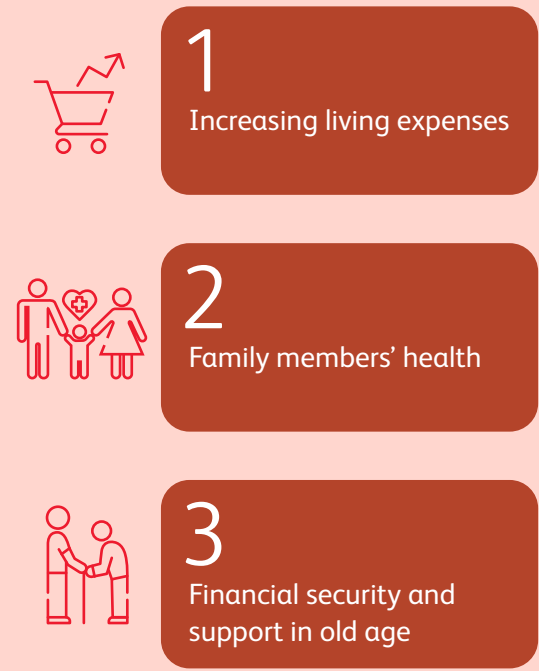 1
Increasing living expenses
2
Family members’ health
3
Financial security and
support in old age